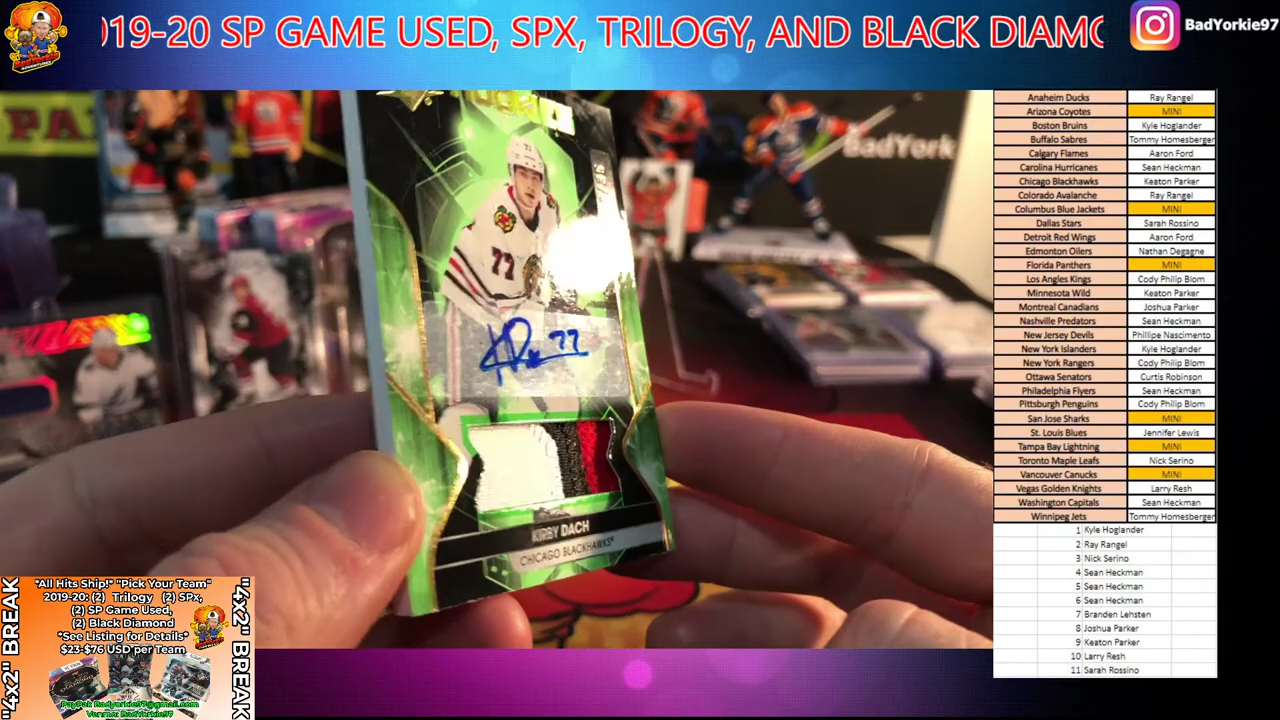 019-20 SP GAME USED, SPX, TRILOGY, AND BLACK DIAMO
BadYorkie97
BadYork
77
KD 77
KIRBY DACH
CHICAGO BLACKHAWKS
Anaheim Ducks Ray Rangel
Arizona Coyotes MINI
Boston Bruins Kyle Hoglander
Buffalo Sabres Tommy Homesberger
Calgary Flames Aaron Ford
Carolina Hurricanes Sean Heckman
Chicago Blackhawks Keaton Parker
Colorado Avalanche Ray Rangel
Columbus Blue Jackets MINI
Dallas Stars Sarah Rossino
Detroit Red Wings Aaron Ford
Edmonton Oilers Nathan Degagne
Florida Panthers MINI
Los Angles Kings Cody Philip Blom
Minnesota Wild Keaton Parker
Montreal Canadians Joshua Parker
Nashville Predators Sean Heckman
New Jersey Devils Phillipe Nascimento
New York Islanders Kyle Hoglander
New York Rangers Cody Philip Blom
Ottawa Senators Curtis Robinson
Philadelphia Flyers Sean Heckman
Pittsburgh Penguins Cody Philip Blom
San Jose Sharks MINI
St. Louis Blues Jennifer Lewis
Tampa Bay Lightning MINI
Toronto Maple Leafs Nick Serino
Vancouver Canucks MINI
Vegas Golden Knights Larry Resh
Washington Capitals Sean Heckman
Winnipeg Jets Tommy Homesberger
1 Kyle Hoglander
2 Ray Rangel
3 Nick Serino
4 Sean Heckman
5 Sean Heckman
6 Sean Heckman
7 Branden Lehsten
8 Joshua Parker
9 Keaton Parker
10 Larry Resh
11 Sarah Rossino
"4x2" BREAK
"All Hits Ship!" "Pick Your Team"
2019-20: (2) Trilogy (2) SPx,
(2) SP Game Used,
(2) Black Diamond
*See Listing for Details*
$23-$76 USD per Team
PayPal: Badyorkie97@gmail.com
Venmo: BadYorkie97
"4x2" BREAK